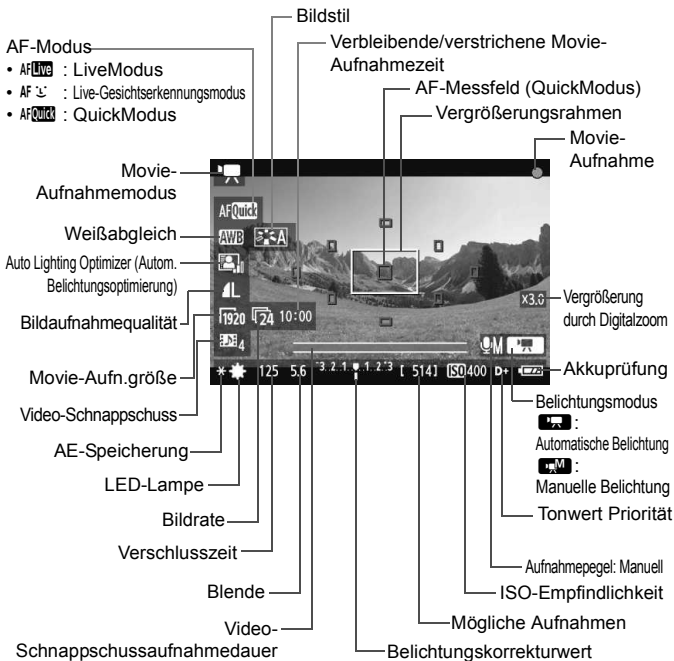 Bildstil
AF-Modus
Verbleibende/verstrichene Movie-
Aufnahmezeit
• AF Live : LiveModus
• AF : Live-Gesichtserkennungsmodus
• AF Quick : QuickModus
AF-Messfeld (QuickModus)
Vergrößerungsrahmen
Movie-
Aufnahme
Movie-
Aufnahmemodus
AF Quick
Weißabgleich
AWB
A
Auto Lighting Optimizer (Autom.
Belichtungsoptimierung)
L
x3.0
Vergrößerung
durch Digitalzoom
Bildaufnahmequalität
1920 24 10:00
4
M
Movie-Aufn.größe
* 125 5.6 -3..2..1..1..2.+3 [ 514] ISO400 D+
Akkuprüfung
Video-Schnappschuss
Belichtungsmodus
:
Automatische Belichtung
M :
Manuelle Belichtung
AE-Speicherung
LED-Lampe
Bildrate
Tonwert Priorität
Verschlusszeit
Aufnahmepegel: Manuell
Blende
ISO-Empfindlichkeit
Video-
Schnappschussaufnahmedauer
Mögliche Aufnahmen
Belichtungskorrekturwert